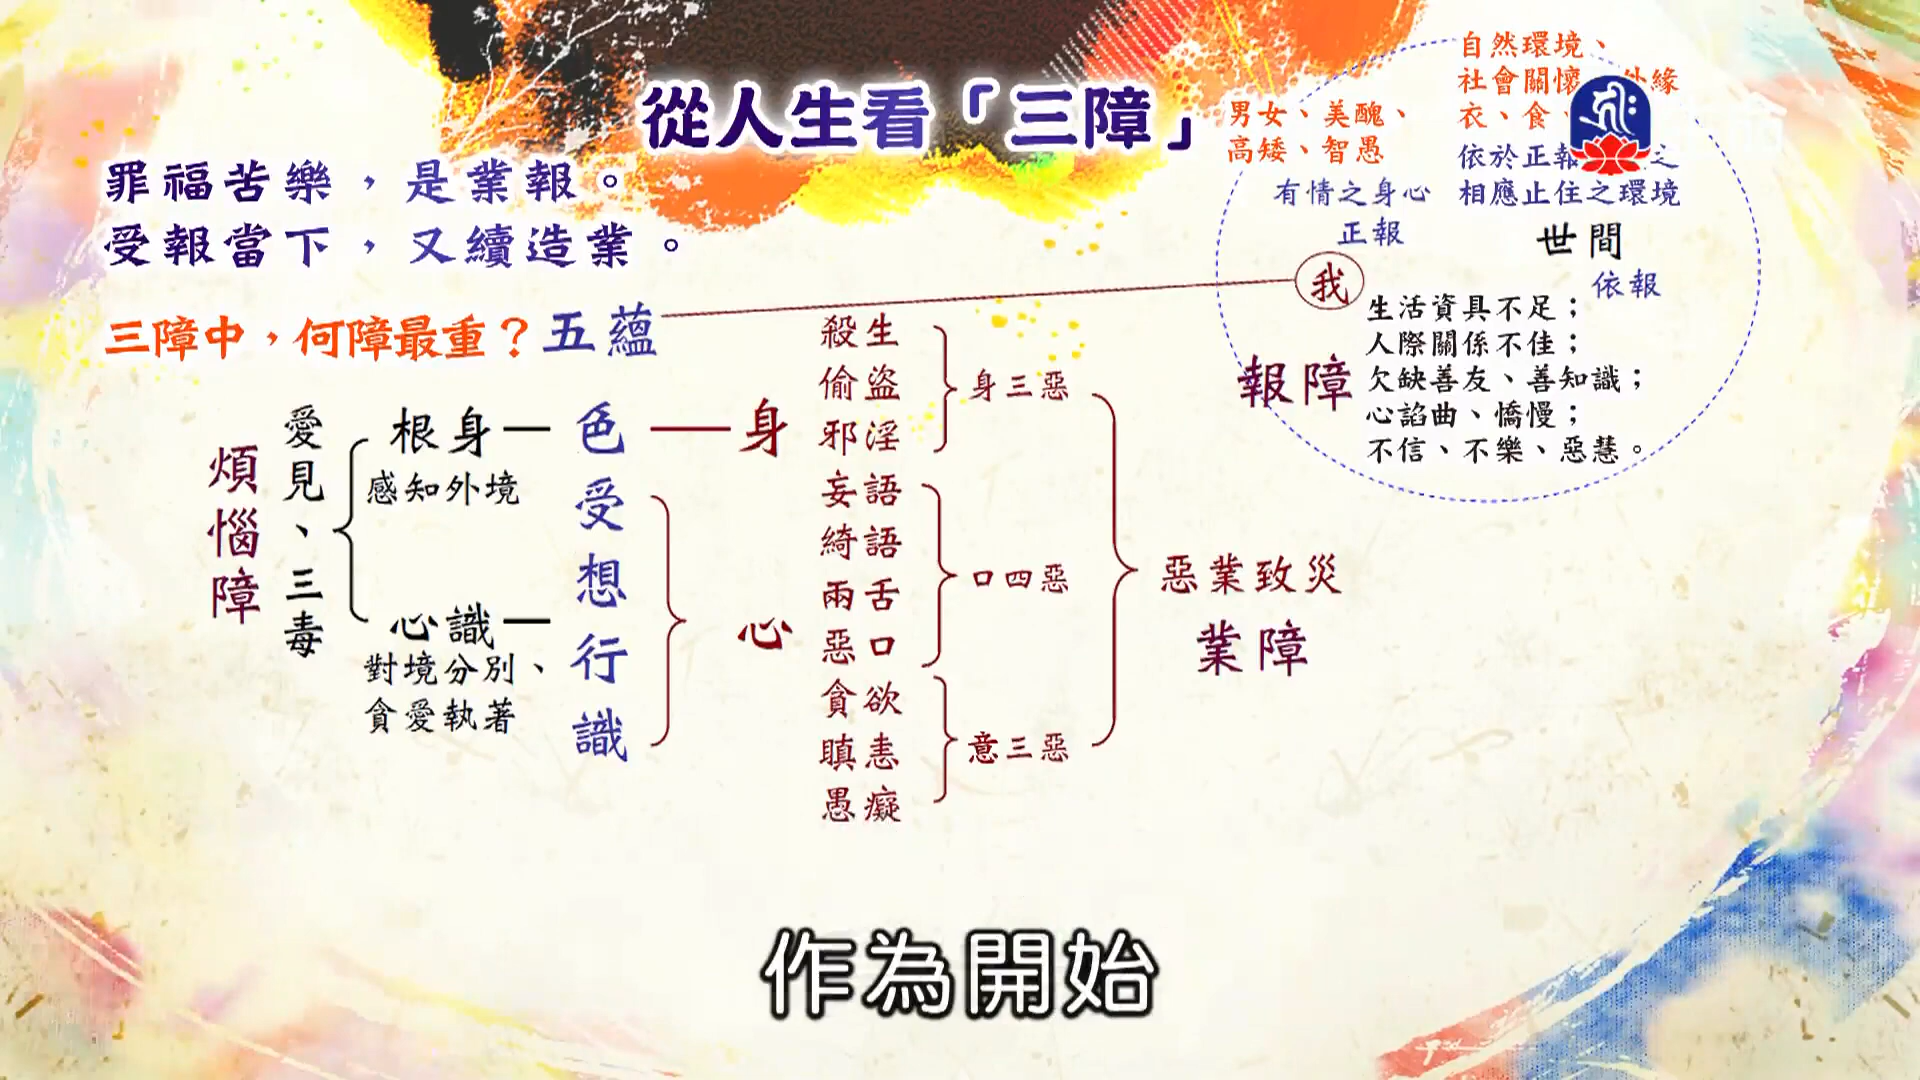 從人生看「三障」
罪福苦樂，是業報。
受報當下，又續造業。
三障中，何障最重？
五蘊
我
男女、美醜、
高矮、智愚
有情之身心
正報
自然環境、
社會關懷
外緣
衣、食、
依於正報
之
相應止住之環境
世間
依報
報障
生活資具不足；
人際關係不佳；
欠缺善友、善知識；
心諂曲、憍慢；
不信、不樂、惡慧。
煩惱障
愛見、三毒
根身
感知外境
心識
對境分別、
貪愛執著
色
受
想
行
識
身
心
殺生
偷盜
邪淫
身三惡
妄語
綺語
兩舌
惡口
口四惡
貪欲
瞋恚
愚癡
意三惡
惡業致災
業障
作為開始